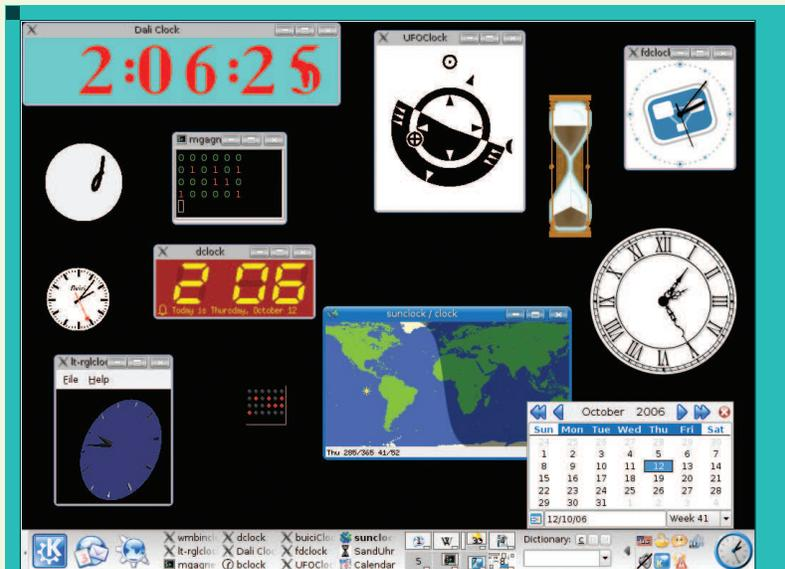 Dali Clock
2:06:25
UFOClock
fdclock
mgagn
0 0 0 0 0 0
0 1 0 1 0 1
0 0 0 1 1 0
1 0 0 0 0 1
dclock
2 05
Today is Thursday, October 12
XII
sunclock / clock
Thu 285/365 41/52
lt-rglcloc
File Help
October 2006
Sun Mon Tue Wed Thu Fri Sat
24 25 26 27 28 29 30
1 2 3 4 5 6 7
8 9 10 11 12 13 14
15 16 17 18 19 20 21
22 23 24 25 26 27 28
29 30 31 1 2 3 4
12/10/06 Week 41
wmbincl dclock buiciCloc sunclo
lt-rglclo Dali Cloc fdclock SandUhr
mgagne bclock UFOCloc Calendar
W
5
Dictionary: